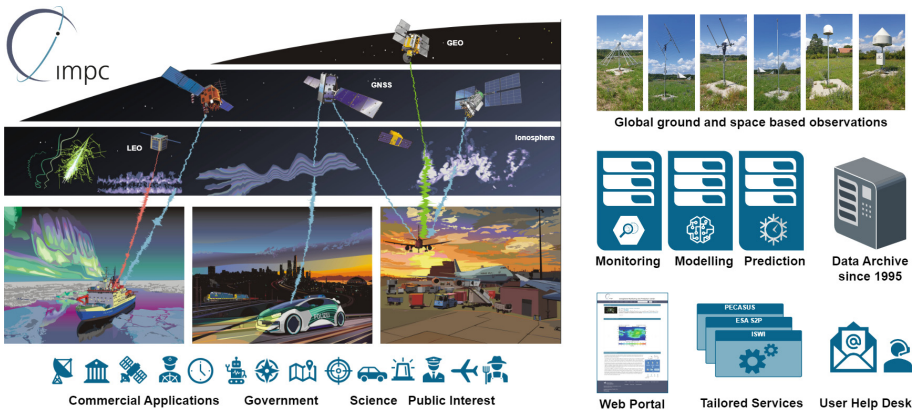 impc
GEO
GNSS
LEO
Ionosphere
POLIZEI
Commercial Applications
Government
Science
Public Interest
Global ground and space based observations
Monitoring
Modelling
Prediction
Data Archive
since 1995
PECASUS
ESA S2P
ISWI
Web Portal
Tailored Services
User Help Desk